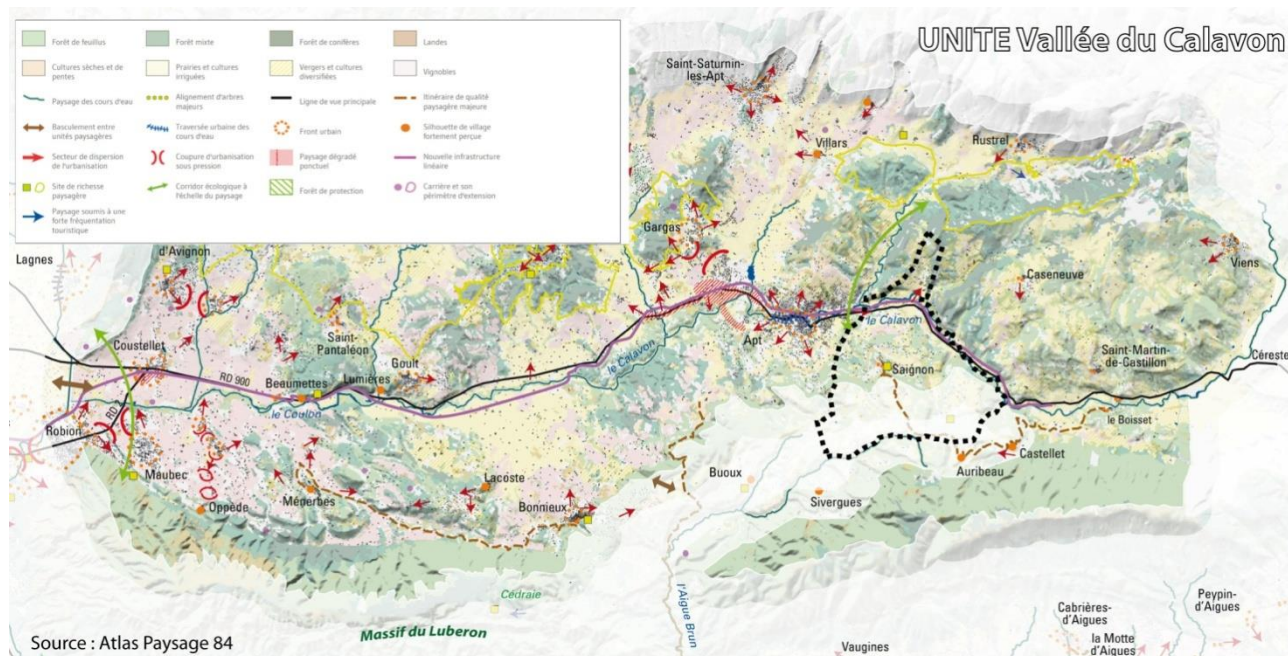 UNITE Vallée du Calavon
Forêt de feuillus
Forêt mixte
Forêt de conifères
Landes
Cultures sèches et de
pentes
Prairies et cultures
irriguées
Vergers et cultures
diversifiées
Vignobles
Paysage des cours d'eau
Alignement d'arbres
majeurs
Ligne de vue principale
Itinéraire de qualité
paysagère majeure
Basculement entre
unités paysagères
Traversée urbaine des
cours d'eau
Front urbain
Silhouette de village
fortement perçue
Secteur de dispersion
de l'urbanisation
Coupure d'urbanisation
sous pression
Paysage dégradé
ponctuel
Nouvelle infrastructure
linéaire
Site de richesse
paysagère
Corridor écologique à
l'échelle du paysage
Forêt de protection
Carrière et son
périmètre d'extension
Paysage soumis à une
forte fréquentation
touristique
Saint-Saturnin-
les-Apt
Villars
Rustrel
Lagnes
d'Avignon
Gargas
Viens
Caseneuve
Coustellet
Saint-
Pantaléon
Goult
Lumières
Beaumettes
RD 900
le Coulon
le Calavon
Apt
le Calavon
Saignon
Saint-Martin-
de-Castillon
Céreste
le Boisset
Robion
RD 2
Maubec
Oppède
Ménerbes
Lacoste
Bonnieux
Buoux
Sivergues
Auribeau
Castellet
Cédraie
Massif du Luberon
l'Aigue Brun
Vaugines
Cabrières-
d'Aigues
la Motte
d'Aigues
Peypin-
d'Aigues
Source : Atlas Paysage 84